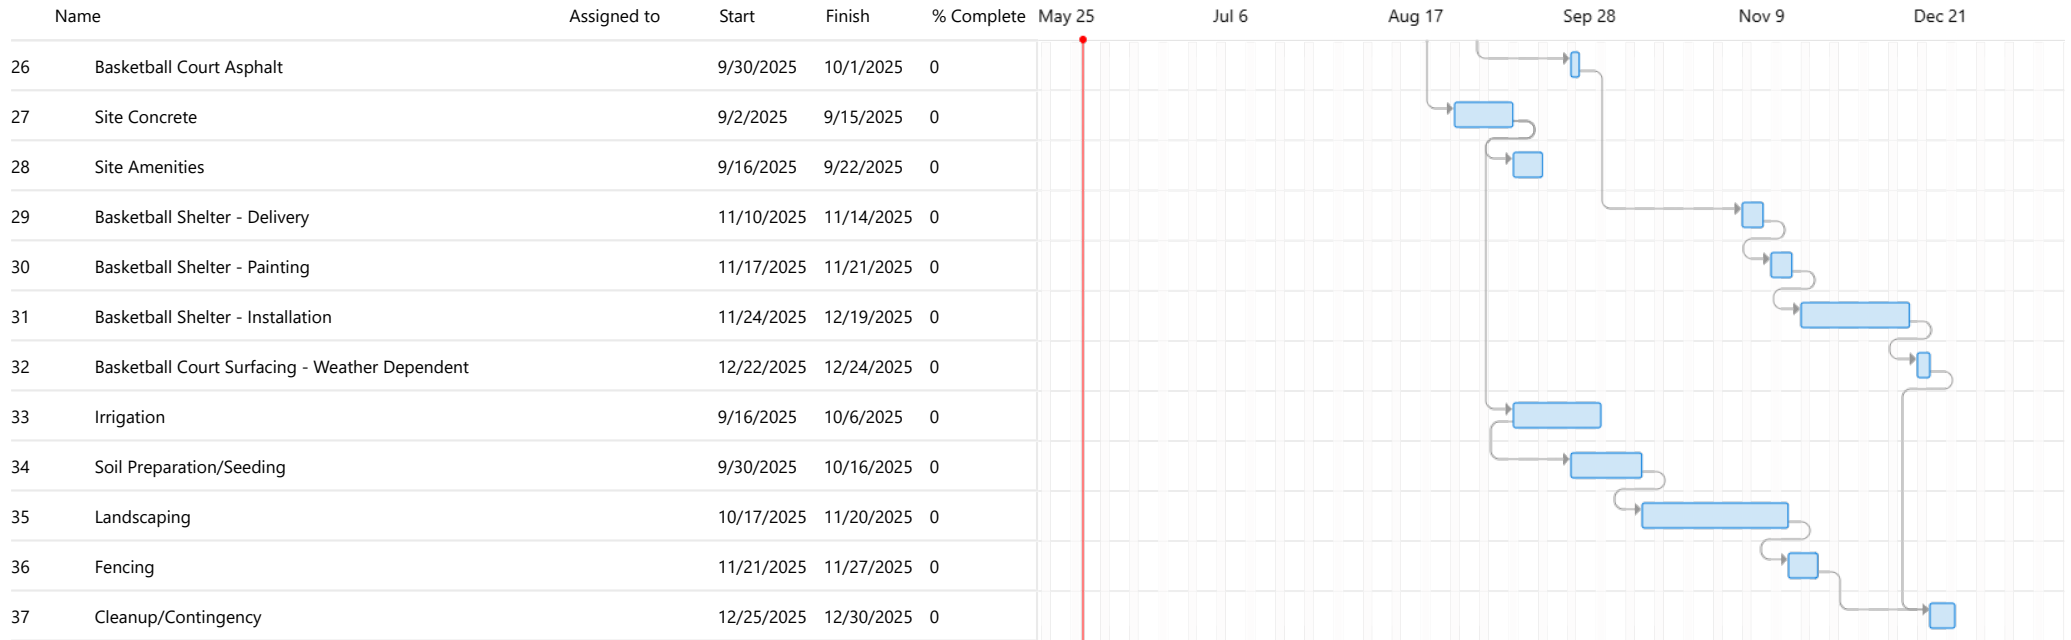 Name Assigned to Start Finish % Complete May 25 Jul 6 Aug 17 Sep 28 Nov 9 Dec 21
26 Basketball Court Asphalt 9/30/2025 10/1/2025 0
27 Site Concrete 9/2/2025 9/15/2025 0
28 Site Amenities 9/16/2025 9/22/2025 0
29 Basketball Shelter - Delivery 11/10/2025 11/14/2025 0
30 Basketball Shelter - Painting 11/17/2025 11/21/2025 0
31 Basketball Shelter - Installation 11/24/2025 12/19/2025 0
32 Basketball Court Surfacing - Weather Dependent 12/22/2025 12/24/2025 0
33 Irrigation 9/16/2025 10/6/2025 0
34 Soil Preparation/Seeding 9/30/2025 10/16/2025 0
35 Landscaping 10/17/2025 11/20/2025 0
36 Fencing 11/21/2025 11/27/2025 0
37 Cleanup/Contingency 12/25/2025 12/30/2025 0